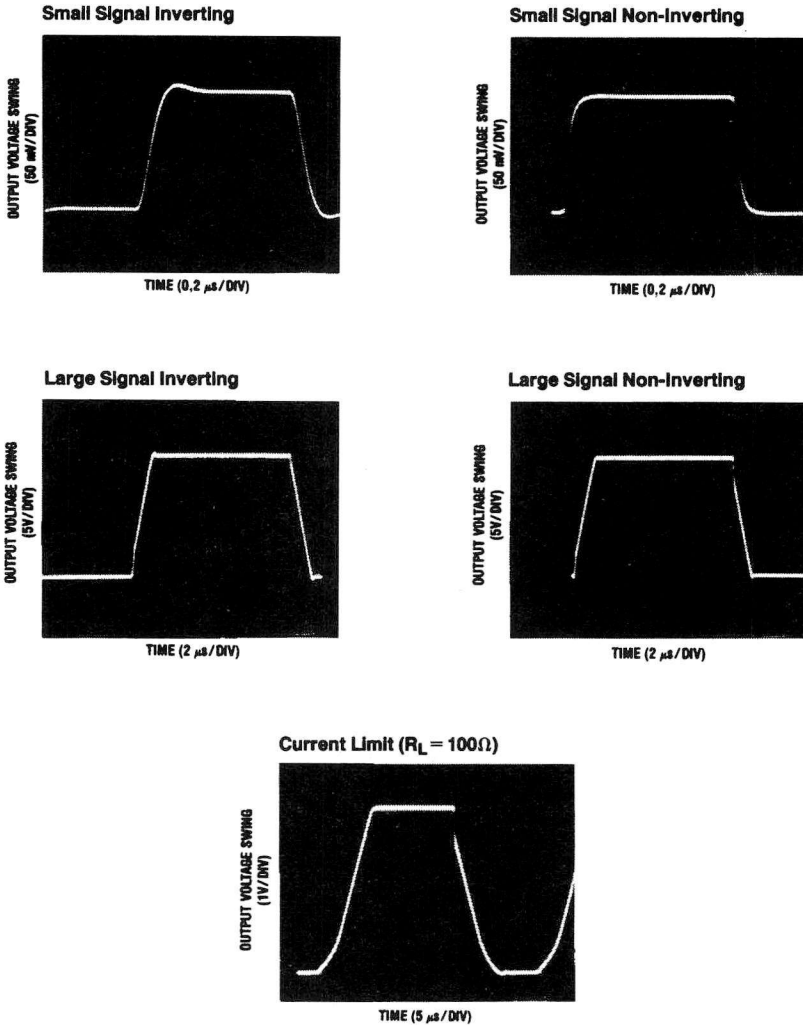 Small Signal Inverting
OUTPUT VOLTAGE SWING
(50 mV/DIV)
TIME (0,2 μs/DIV)
Small Signal Non-Inverting
OUTPUT VOLTAGE SWING
(50 mV/DIV)
TIME (0,2 μs/DIV)
Large Signal Inverting
OUTPUT VOLTAGE SWING
(5V/DIV)
TIME (2 μs/DIV)
Large Signal Non-Inverting
OUTPUT VOLTAGE SWING
(5V/DIV)
TIME (2 μs/DIV)
Current Limit (RL = 100Ω)
OUTPUT VOLTAGE SWING
(1V/DIV)
TIME (5 μs/DIV)